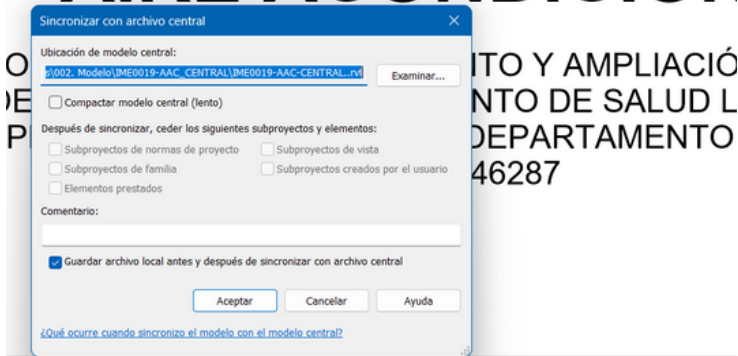 Sincronizar con archivo central
Ubicación de modelo central:
s\002. Modelo\IME0019-AAC_CENTRAL\IME0019-AAC-CENTRAL..rvt
Examinar...
Compactar modelo central (lento)
Después de sincronizar, ceder los siguientes subproyectos y elementos:
Subproyectos de normas de proyecto
Subproyectos de vista
Subproyectos de familia
Subproyectos creados por el usuario
Elementos prestados
Comentario:
Guardar archivo local antes y después de sincronizar con archivo central
Aceptar
Cancelar
Ayuda
¿Qué ocurre cuando sincronizo el modelo con el modelo central?
ITO Y AMPLIACIÓ
NTO DE SALUD L
DEPARTAMENTO
46287